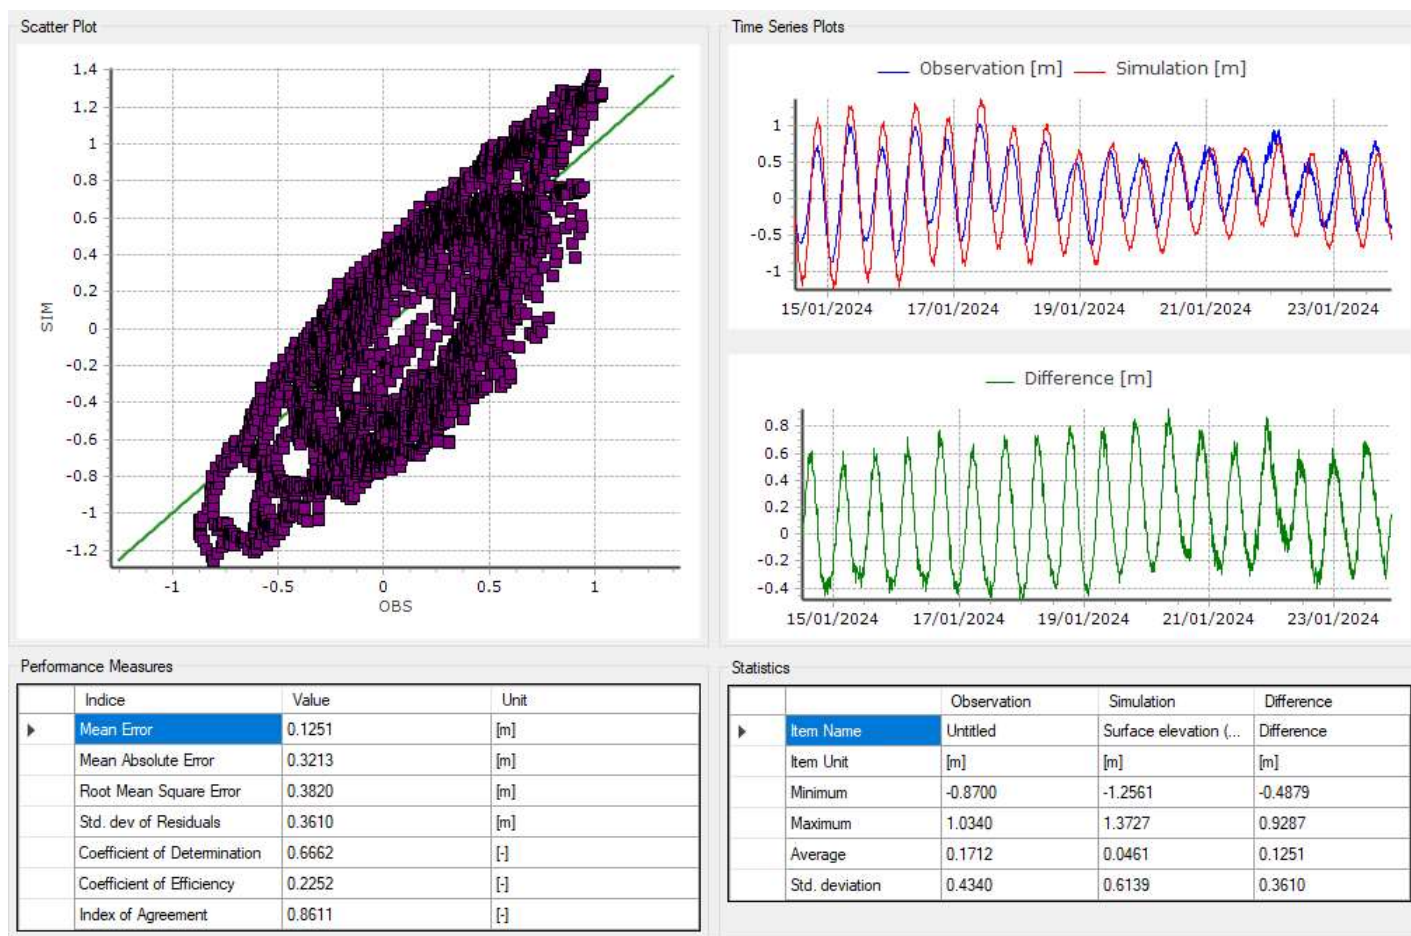 Scatter Plot
1.4
1.2
1
0.8
0.6
0.4
0.2
0
-0.2
-0.4
-0.6
-0.8
-1
-1.2
SIM
-1 -0.5 0 0.5 1
OBS
Time Series Plots
Observation [m] Simulation [m]
1
0.5
0
-0.5
-1
15/01/2024 17/01/2024 19/01/2024 21/01/2024 23/01/2024
Difference [m]
0.8
0.6
0.4
0.2
0
-0.2
-0.4
15/01/2024 17/01/2024 19/01/2024 21/01/2024 23/01/2024
Performance Measures
Indice Value Unit
Mean Error 0.1251 [m]
Mean Absolute Error 0.3213 [m]
Root Mean Square Error 0.3820 [m]
Std. dev of Residuals 0.3610 [m]
Coefficient of Determination 0.6662 [-]
Coefficient of Efficiency 0.2252 [-]
Index of Agreement 0.8611 [-]
Statistics
Observation Simulation Difference
Item Name Untitled Surface elevation (... Difference
Item Unit [m] [m] [m]
Minimum -0.8700 -1.2561 -0.4879
Maximum 1.0340 1.3727 0.9287
Average 0.1712 0.0461 0.1251
Std. deviation 0.4340 0.6139 0.3610